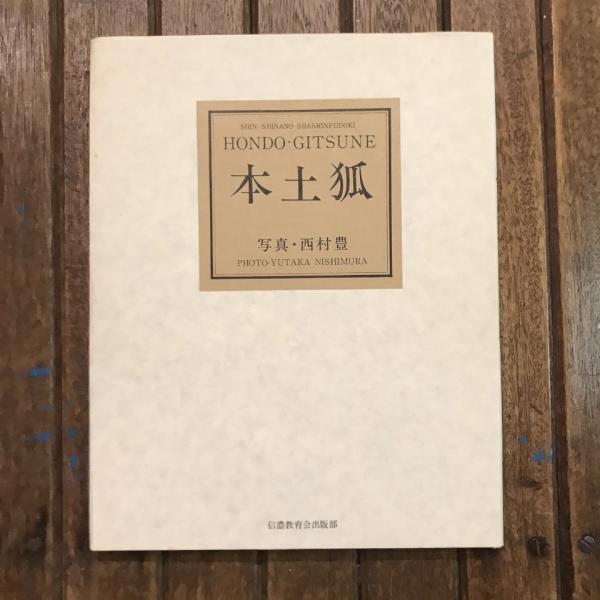 SHIN SHINANO SHASHINFUDOKI
HONDO-GITSUNE
本土狐
写真・西村豊
PHOTO-YUTAKA NISHIMURA
信濃教育会出版部